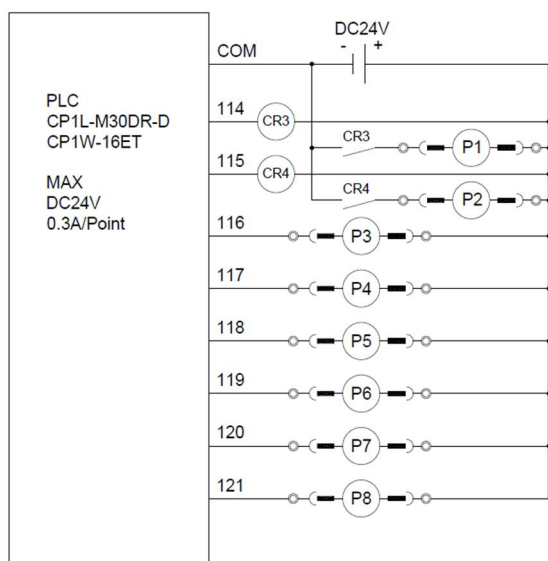 DC24V
- +
COM
PLC
CP1L-M30DR-D
CP1W-16ET
MAX
DC24V
0.3A/Point
114
CR3
CR3
P1
115
CR4
CR4
P2
116
P3
117
P4
118
P5
119
P6
120
P7
121
P8